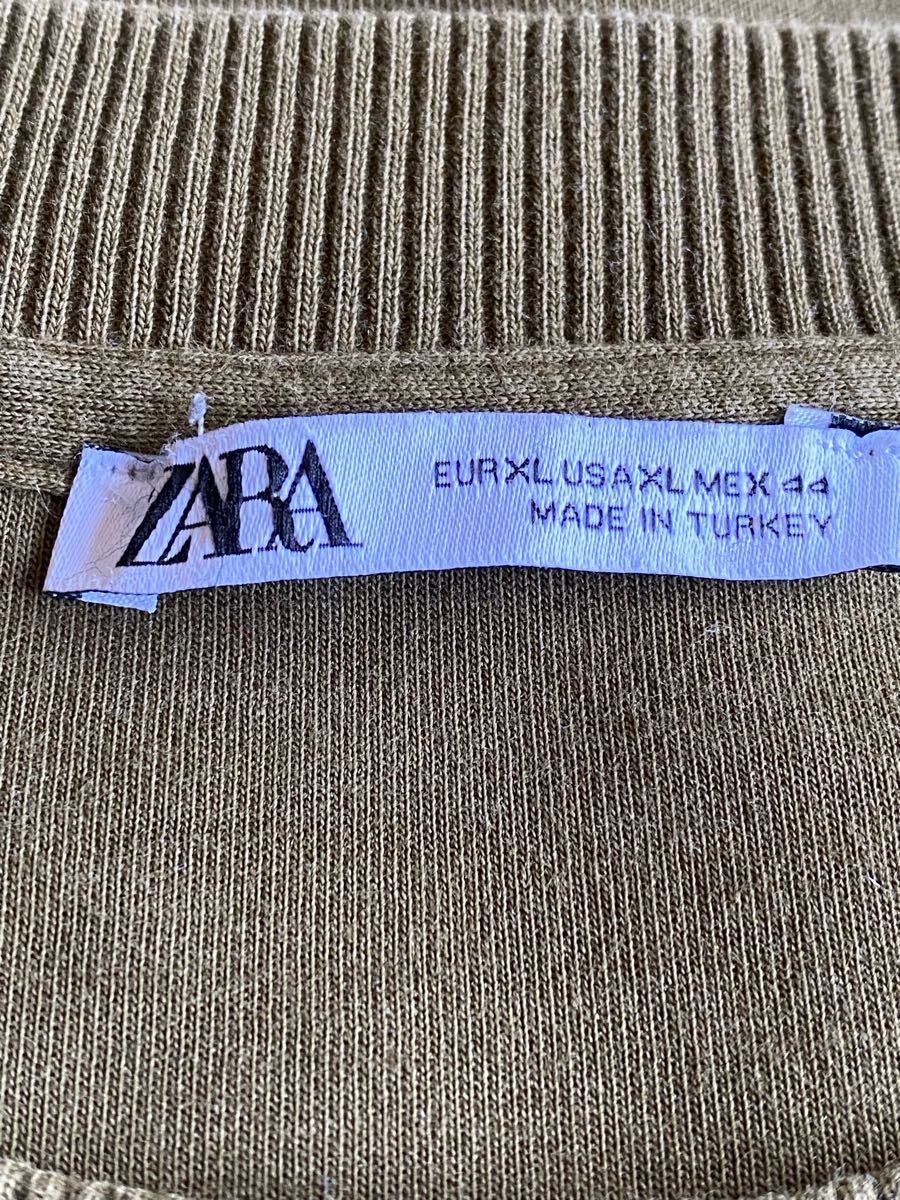 ZARA
EUR XL USA XL MEX 44
MADE IN TURKEY